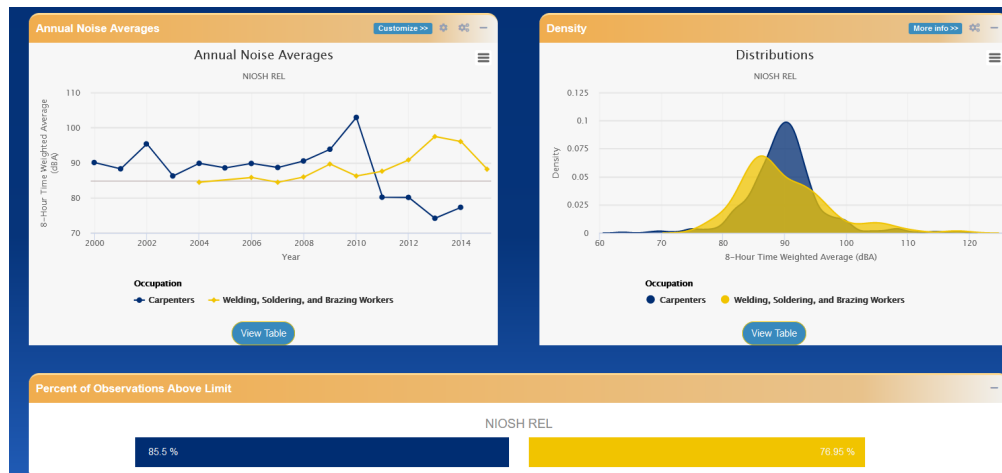 Annual Noise Averages
Customize >>
Annual Noise Averages
NIOSH REL
110
100
90
80
70
8-Hour Time Weighted Average
(dBA)
2000 2002 2004 2006 2008 2010 2012 2014
Year
Occupation
Carpenters Welding, Soldering, and Brazing Workers
View Table
Density
More info >>
Distributions
NIOSH REL
0.125
0.1
0.075
0.05
0.025
0
Density
60 70 80 90 100 110 120
8-Hour Time Weighted Average (dBA)
Occupation
Carpenters Welding, Soldering, and Brazing Workers
View Table
Percent of Observations Above Limit
NIOSH REL
85.5 % 76.95 %